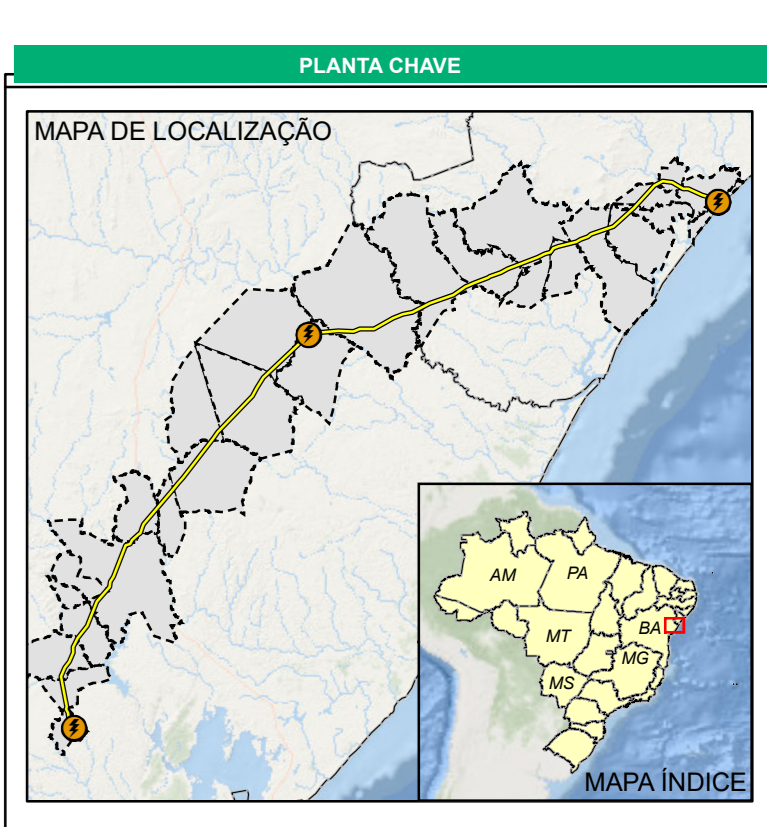 PLANTA CHAVE
MAPA DE LOCALIZAÇÃO
AM
PA
MT
BA
MG
MS
MAPA ÍNDICE